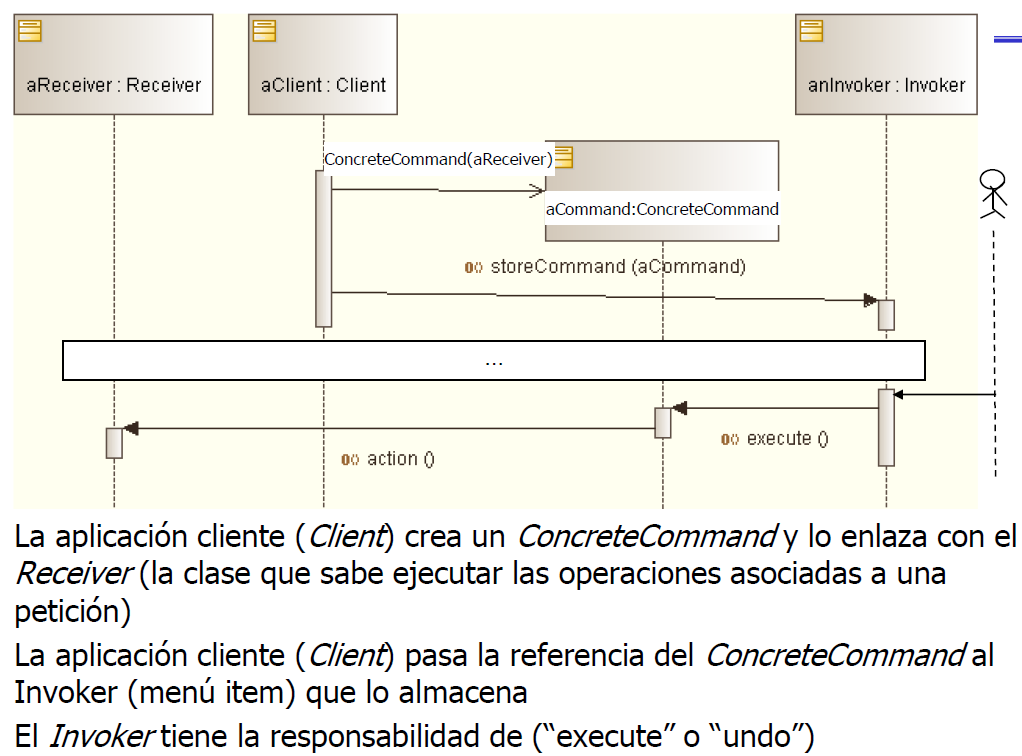 aReceiver : Receiver
aClient : Client
anInvoker : Invoker
ConcreteCommand(aReceiver)
aCommand:ConcreteCommand
storeCommand (aCommand)
...
execute ()
action ()
La aplicación cliente (Client) crea un ConcreteCommand y lo enlaza con el
Receiver (la clase que sabe ejecutar las operaciones asociadas a una
petición)
La aplicación cliente (Client) pasa la referencia del ConcreteCommand al
Invoker (menú item) que lo almacena
El Invoker tiene la responsabilidad de (“execute” o “undo”)